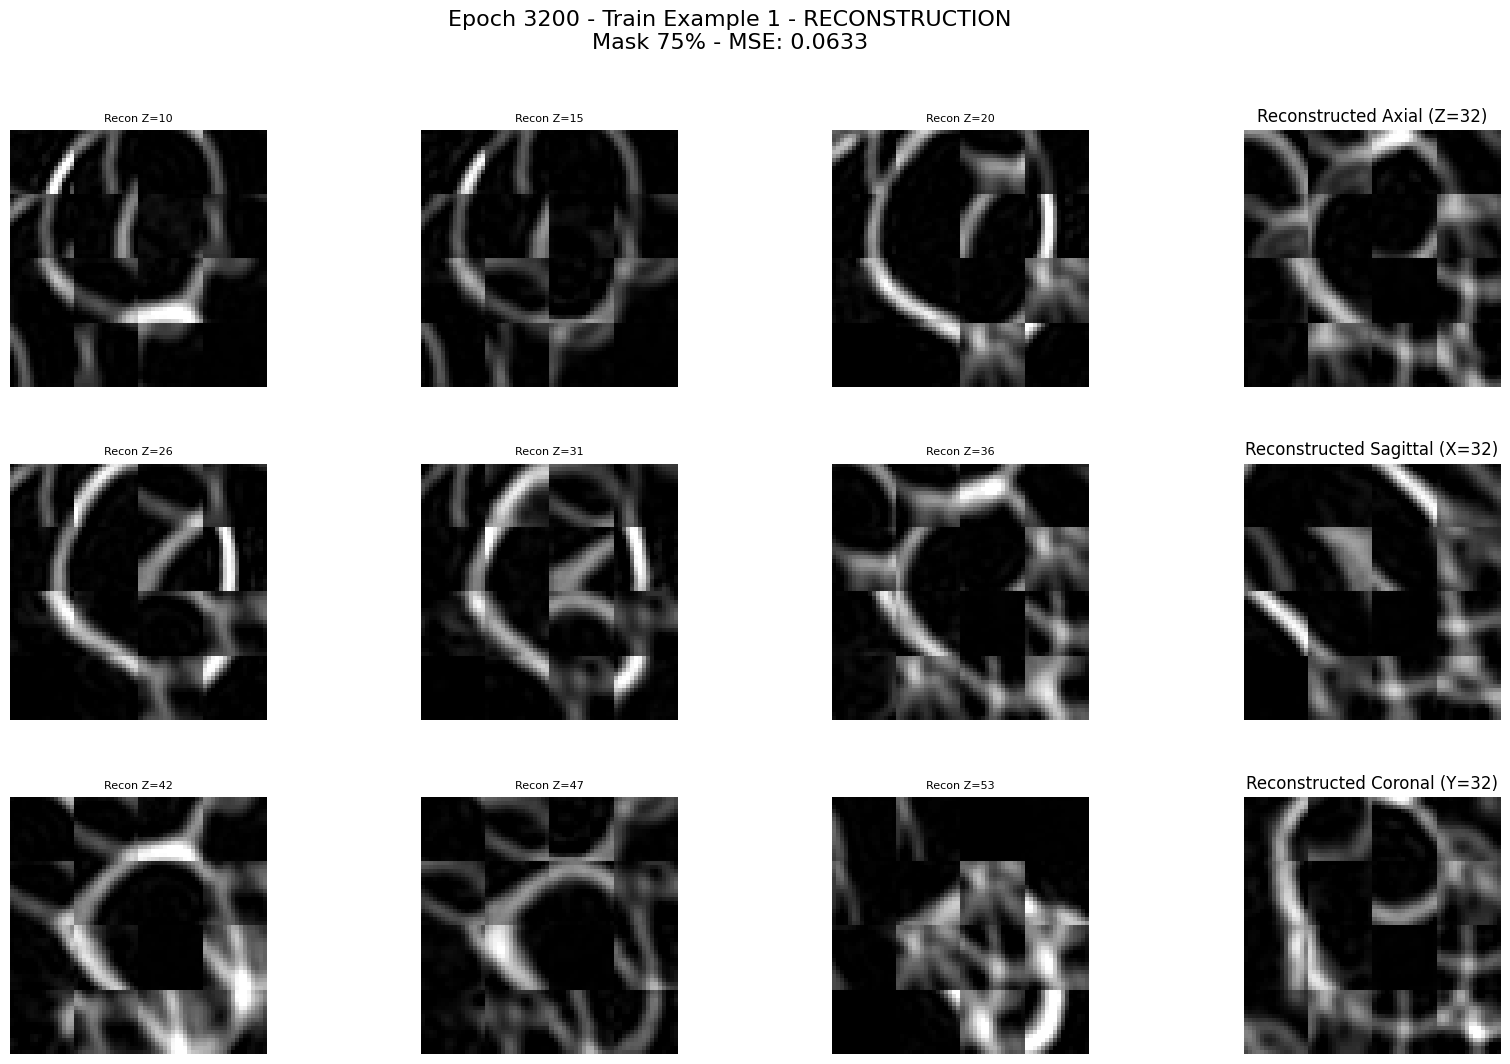 Epoch 3200 - Train Example 1 - RECONSTRUCTION
Mask 75% - MSE: 0.0633
Recon Z=10
Recon Z=15
Recon Z=20
Reconstructed Axial (Z=32)
Recon Z=26
Recon Z=31
Recon Z=36
Reconstructed Sagittal (X=32)
Recon Z=42
Recon Z=47
Recon Z=53
Reconstructed Coronal (Y=32)